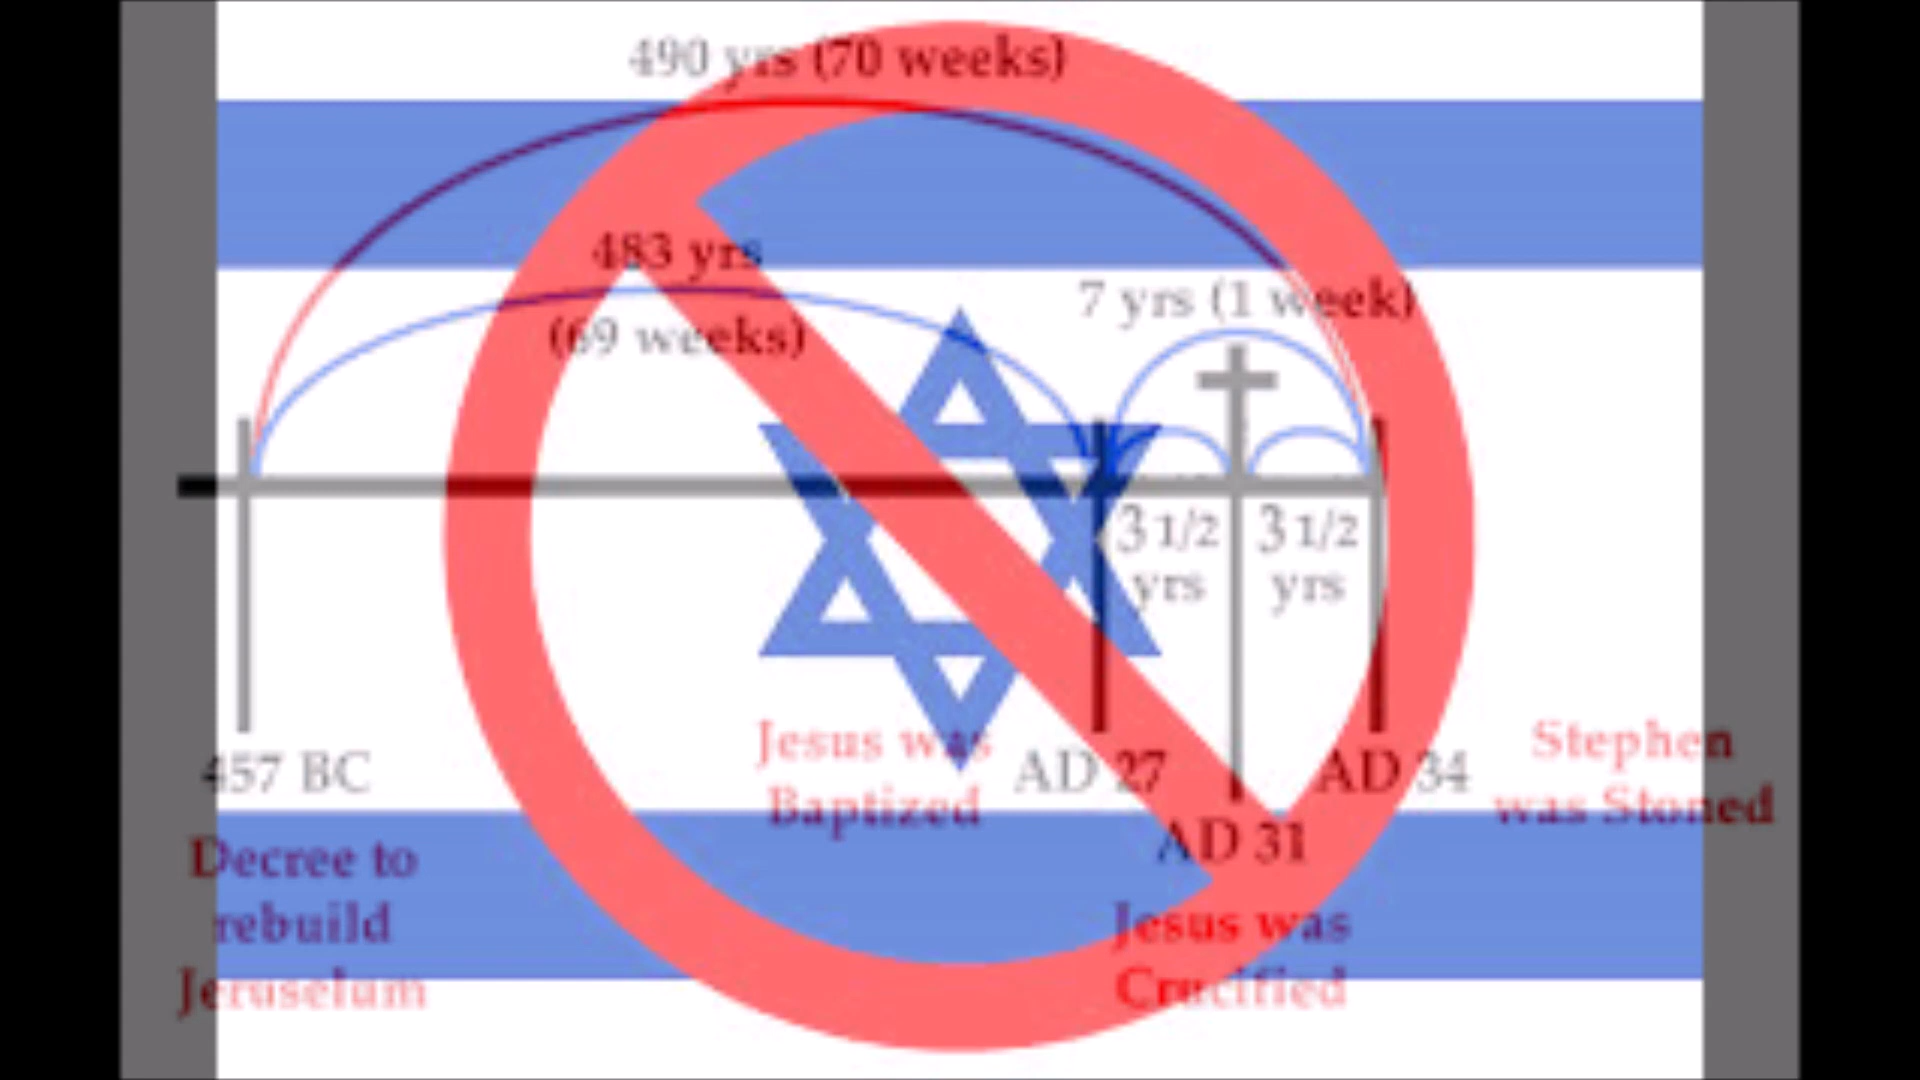 490 yrs (70 weeks)
483 yrs
(69 weeks)
7 yrs (1 week)
3 1/2
yrs
3 1/2
yrs
457 BC
Decree to
rebuild
Jeruselum
Jesus was
Baptized
AD 27
AD 31
Jesus was
Crucified
AD 34
Stephen
was Stoned